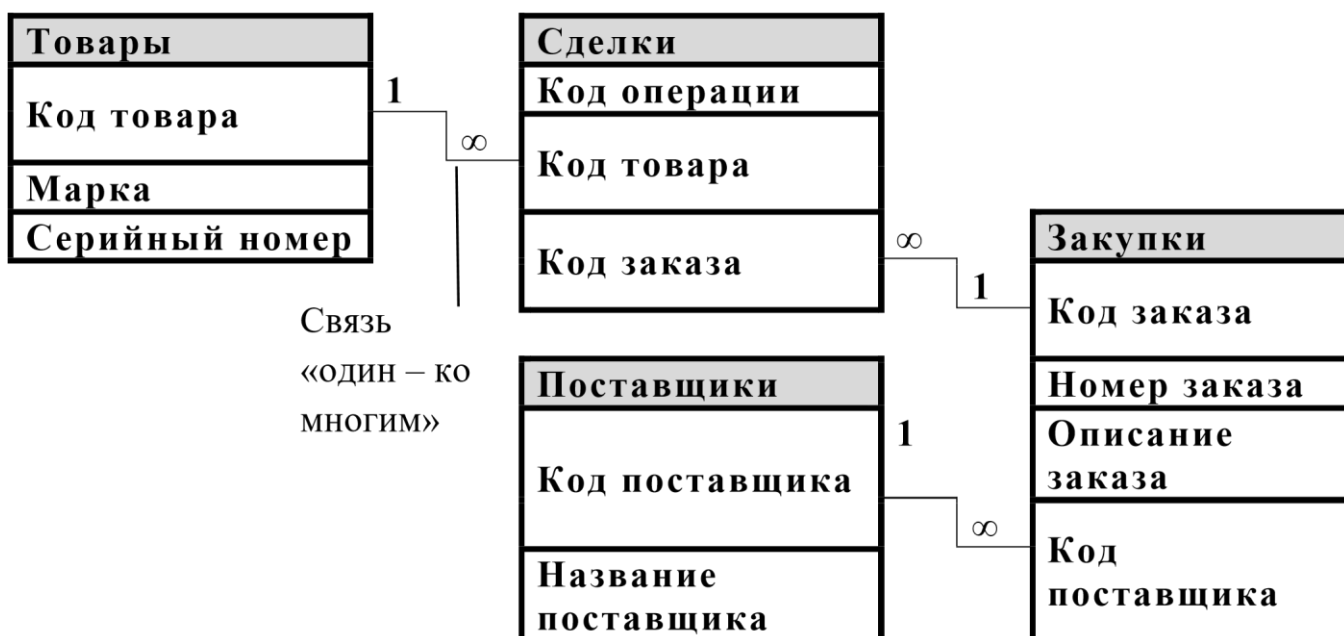 Товары
Код товара
Марка
Серийный номер
1
∞
Связь
«один – ко
многим»
Сделки
Код операции
Код товара
Код заказа
∞
1
Поставщики
Код поставщика
Название
поставщика
1
∞
Закупки
Код заказа
Номер заказа
Описание
заказа
Код
поставщика